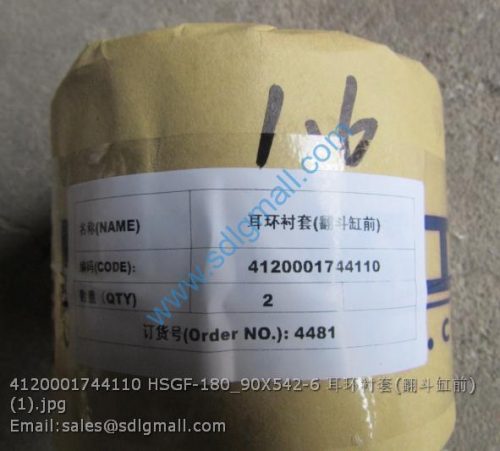 名称(NAME) 耳环衬套(翻斗缸前)
编码(CODE): 4120001744110
数量 (QTY) 2
订货号(Order NO.): 4481
www.sdlgmall.com
4120001744110 HSGF-180_90X542-6 耳环衬套(翻斗缸前)
(1).jpg
Email:sales@sdlgmall.com